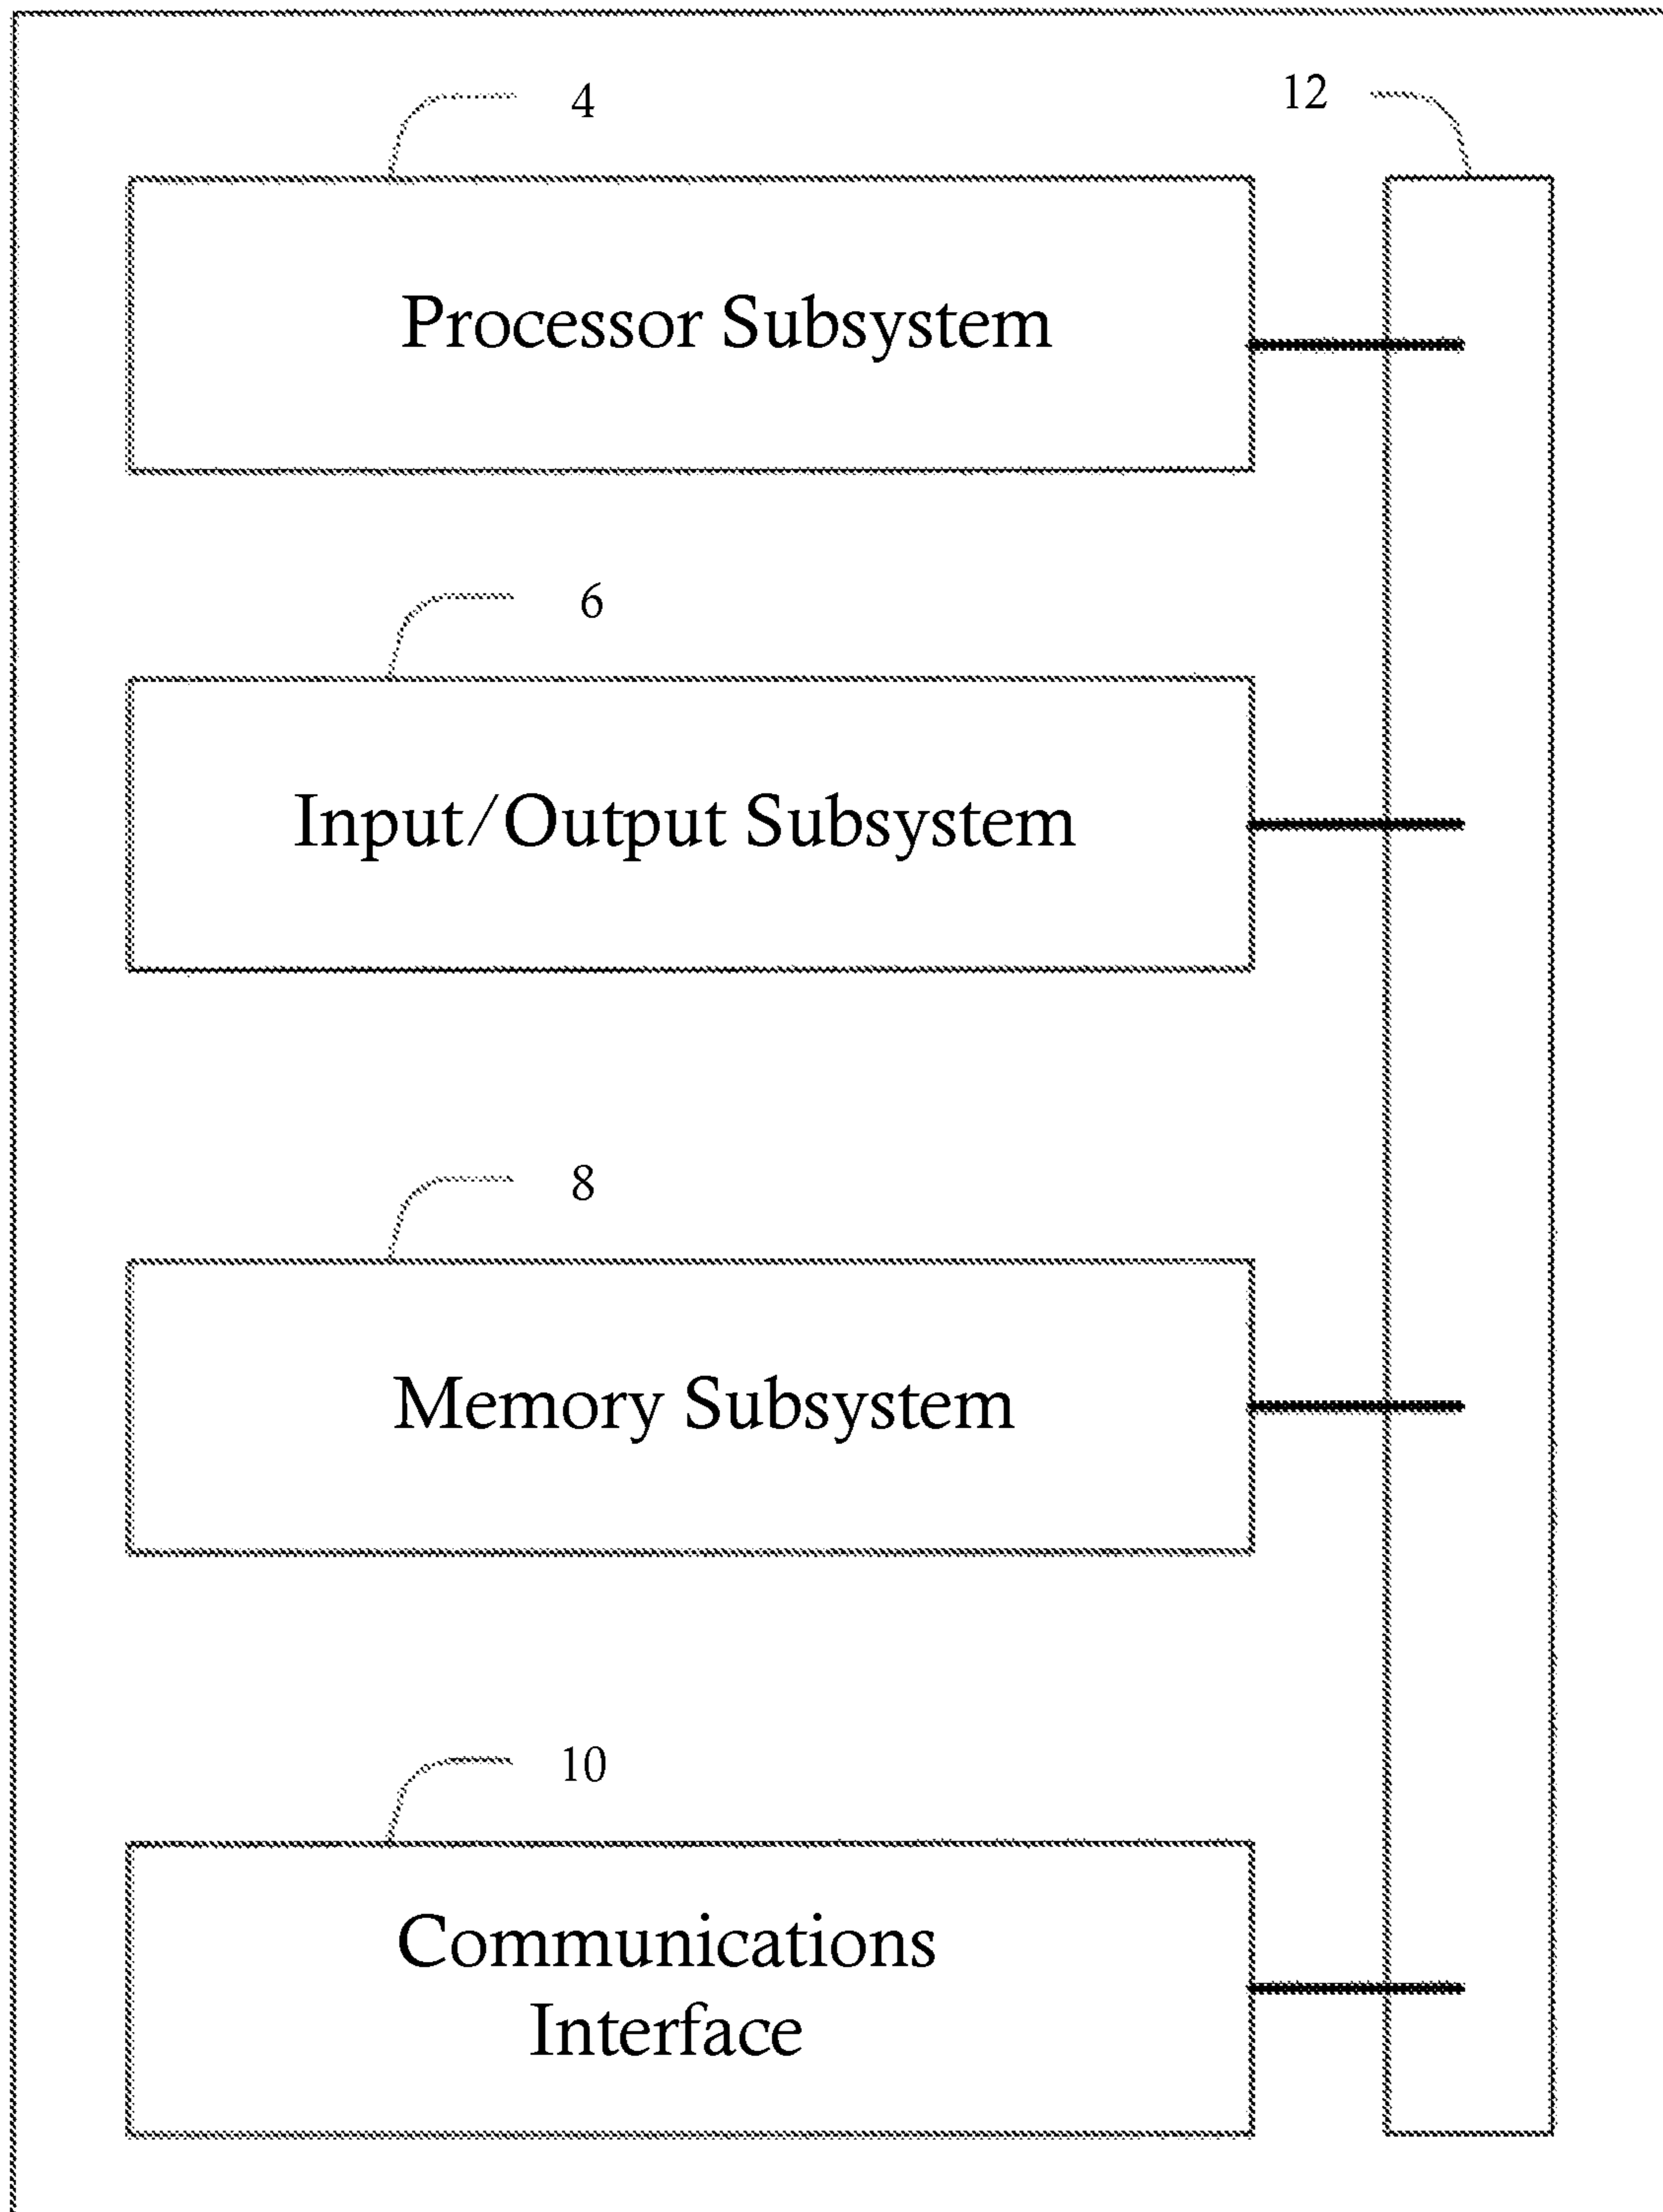 4
12
Processor Subsystem
6
Input/Output Subsystem
8
Memory Subsystem
10
Communications
Interface